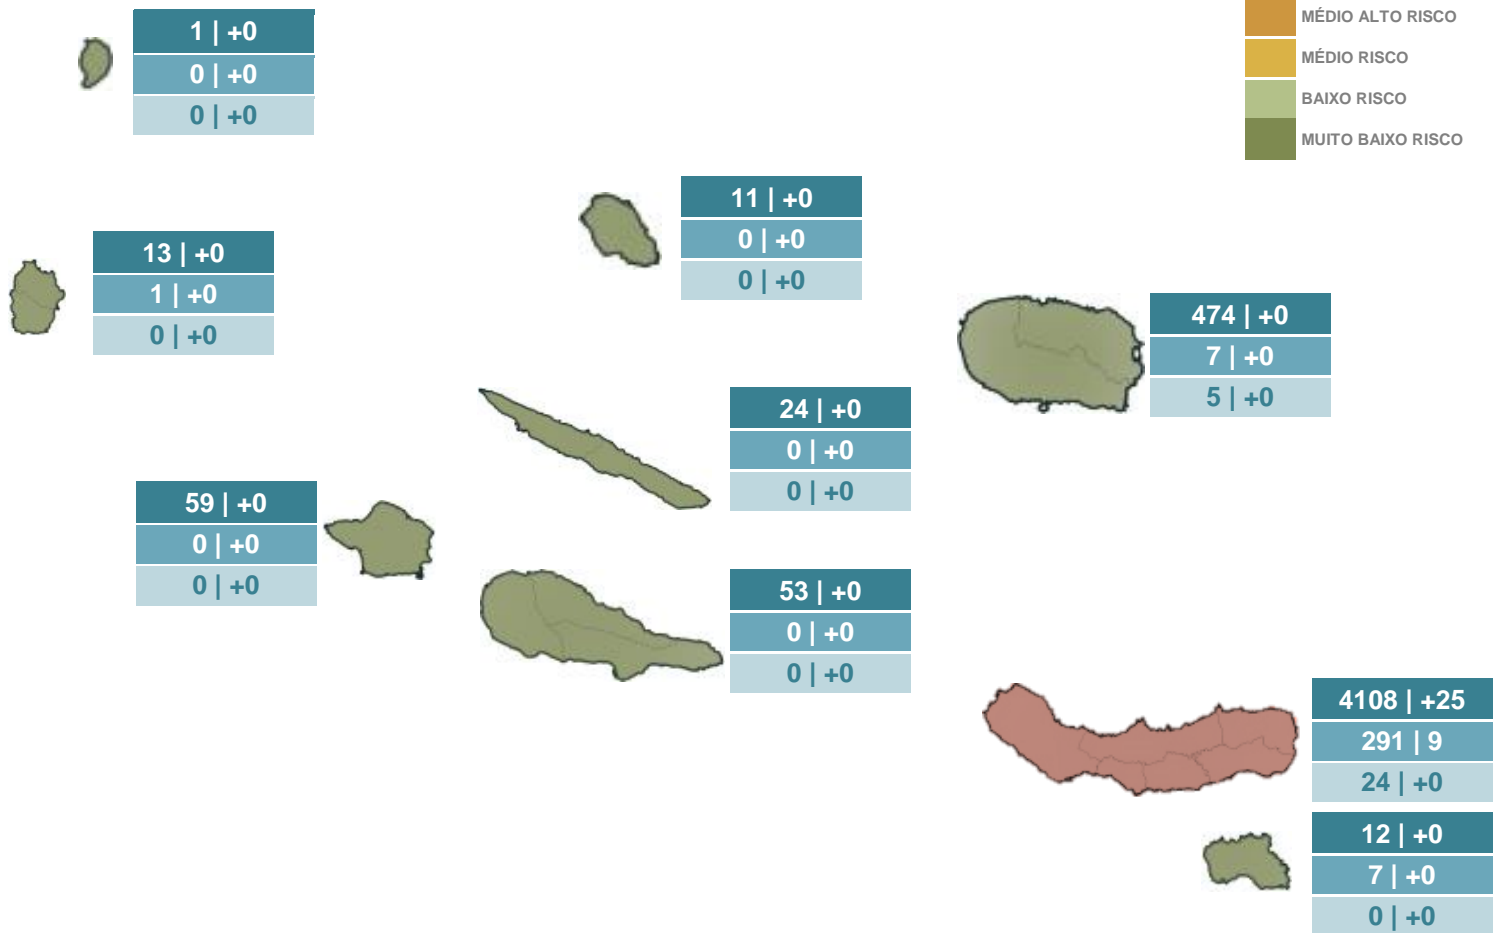 1 | +0
0 | +0
0 | +0
MÉDIO ALTO RISCO
MÉDIO RISCO
BAIXO RISCO
MUITO BAIXO RISCO
11 | +0
0 | +0
0 | +0
13 | +0
1 | +0
0 | +0
474 | +0
7 | +0
5 | +0
24 | +0
0 | +0
0 | +0
59 | +0
0 | +0
0 | +0
53 | +0
0 | +0
0 | +0
4108 | +25
291 | 9
24 | +0
12 | +0
7 | +0
0 | +0